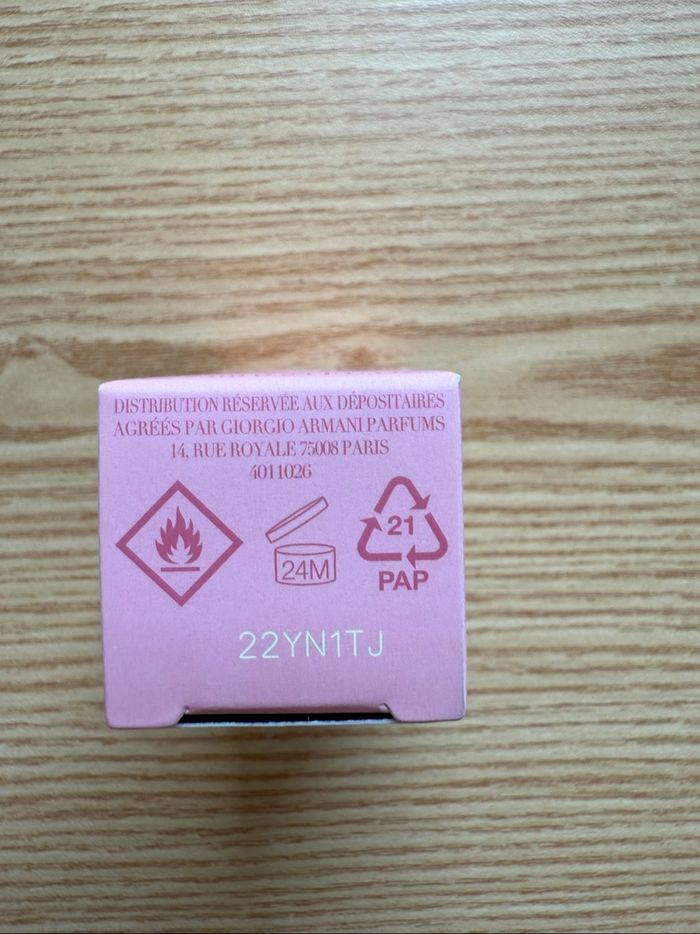 DISTRIBUTION RÉSERVÉE AUX DÉPOSITAIRES
AGRÉÉS PAR GIORGIO ARMANI PARFUMS
14, RUE ROYALE 75008 PARIS
4011026
24M
21
PAP
22YN1TJ